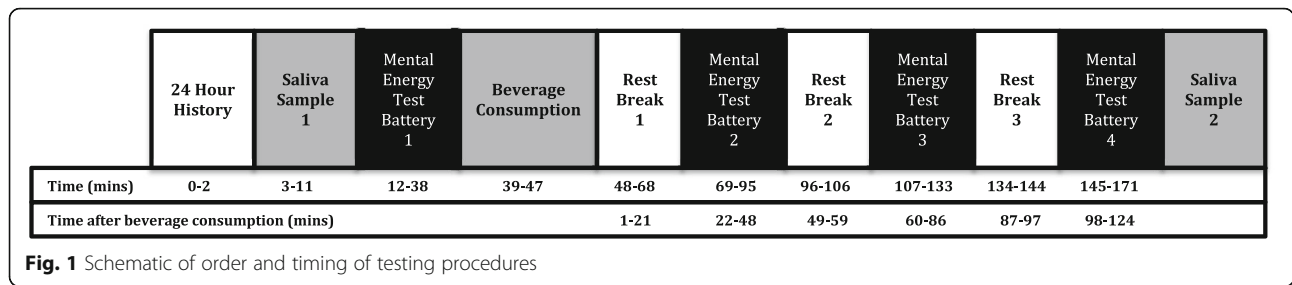 24 Hour
History
Saliva
Sample
1
Mental
Energy
Test
Battery
1
Beverage
Consumption
Rest
Break
1
Mental
Energy
Test
Battery
2
Rest
Break
2
Mental
Energy
Test
Battery
3
Rest
Break
3
Mental
Energy
Test
Battery
4
Saliva
Sample
2
Time (mins) 0-2 3-11 12-38 39-47 48-68 69-95 96-106 107-133 134-144 145-171
Time after beverage consumption (mins) 1-21 22-48 49-59 60-86 87-97 98-124
Fig. 1 Schematic of order and timing of testing procedures